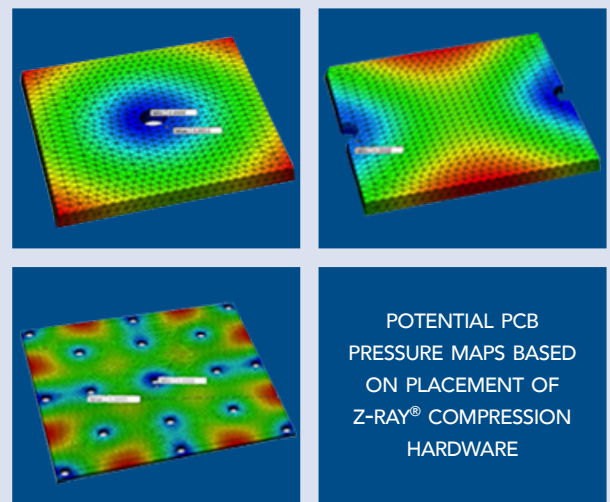 POTENTIAL PCB
PRESSURE MAPS BASED
ON PLACEMENT OF
Z-RAY® COMPRESSION
HARDWARE